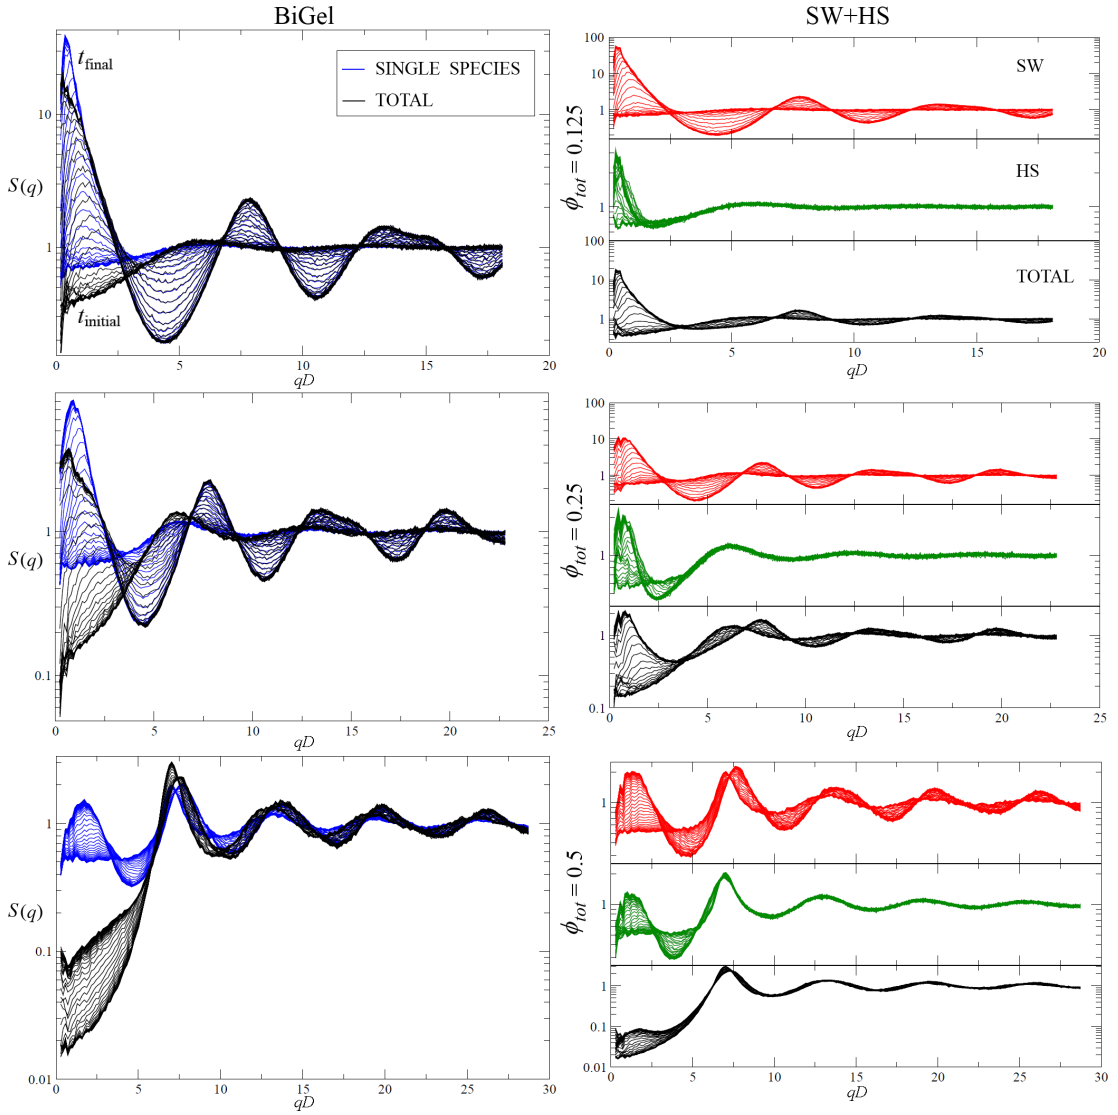 BiGel
SW+HS
t_final
SINGLE SPECIES
TOTAL
10
1
S(q)
t_initial
0
5
10
15
20
qD
ϕ_tot = 0.125
100
10
1
SW
1
HS
100
10
1
TOTAL
0
5
10
15
20
qD
S(q)
1
0.1
0
5
10
15
20
25
qD
ϕ_tot = 0.25
100
10
1
1
1
0.1
0
5
10
15
20
25
qD
S(q)
1
0.1
0.01
0
5
10
15
20
25
30
qD
ϕ_tot = 0.5
1
1
1
0.1
0.01
0
5
10
15
20
25
30
qD